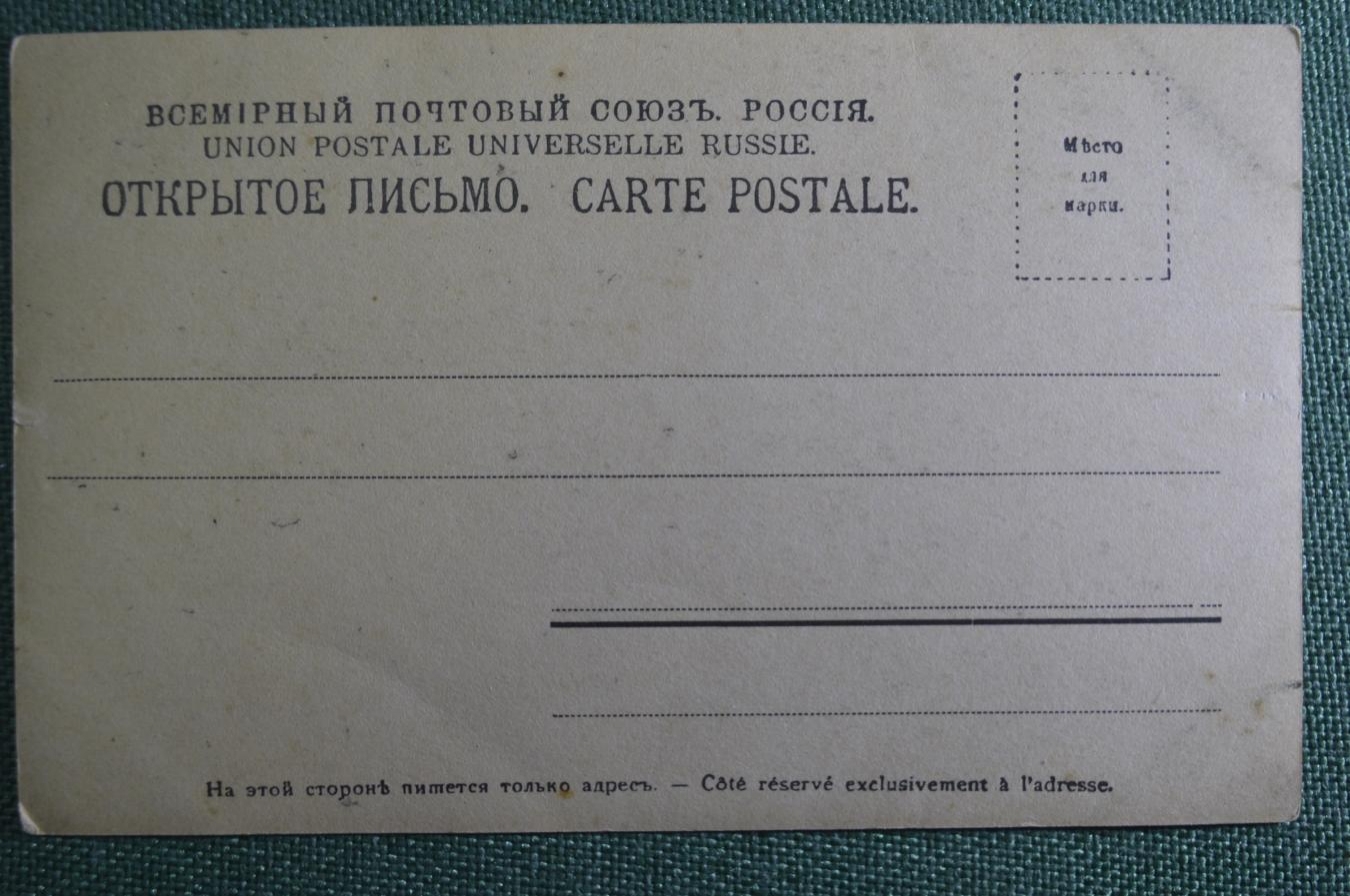 ВСЕМІРНЫЙ ПОЧТОВЫЙ СОЮЗЪ. РОССІЯ.
UNION POSTALE UNIVERSELLE RUSSIE.
ОТКРЫТОЕ ПИСЬМО. CARTE POSTALE.
Мѣсто
для
марки.
На этой сторонѣ пишется только адресъ. — Côté réservé exclusivement à l'adresse.